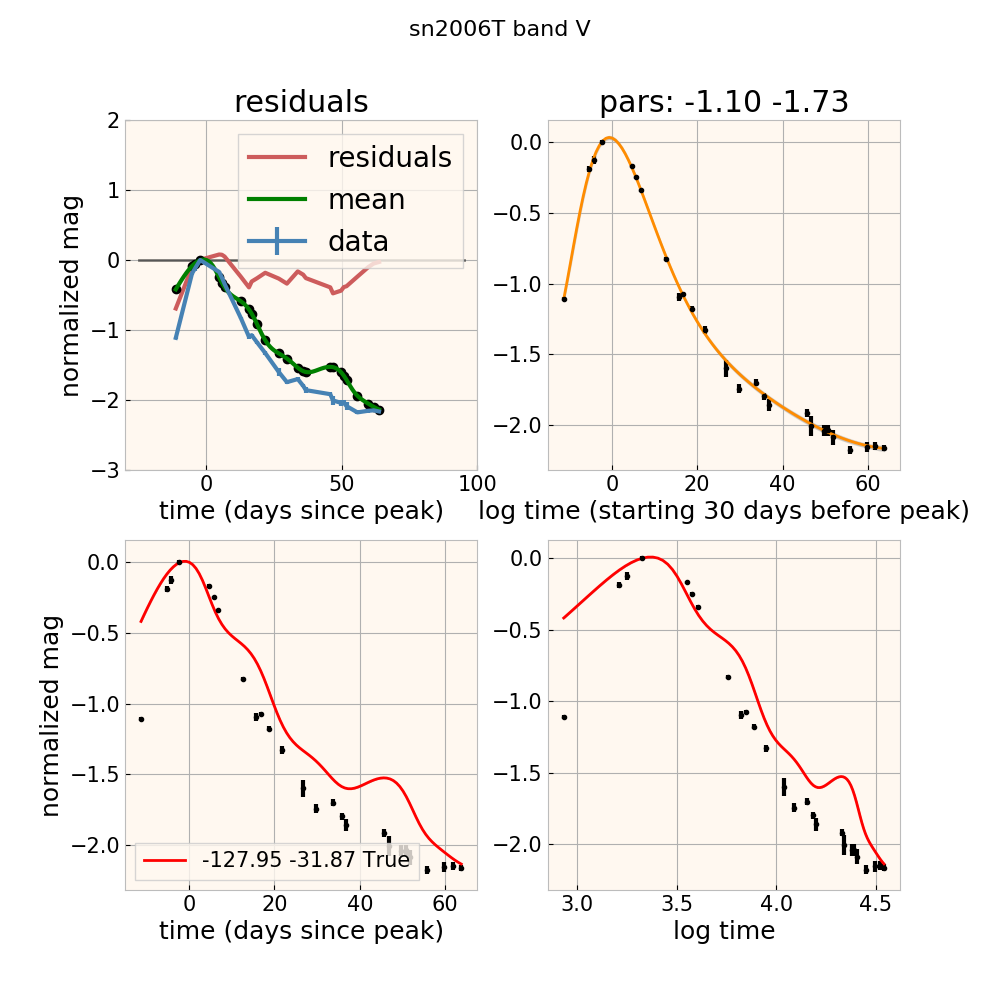 sn2006T band V
residuals
pars: -1.10 -1.73
2
1
0
−1
−2
−3
normalized mag
residuals
mean
data
0
50
100
time (days since peak)
0.0
−0.5
−1.0
−1.5
−2.0
0
20
40
60
log time (starting 30 days before peak)
0.0
−0.5
−1.0
−1.5
−2.0
normalized mag
-127.95 -31.87 True
0
20
40
60
time (days since peak)
0.0
−0.5
−1.0
−1.5
−2.0
3.0
3.5
4.0
4.5
log time